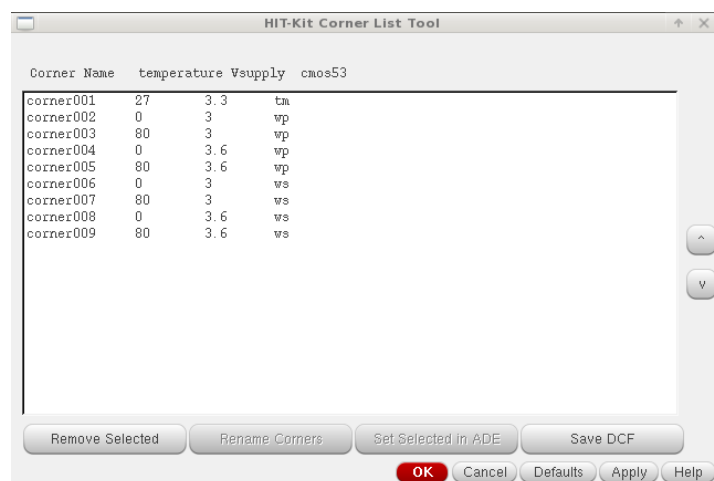 HIT-Kit Corner List Tool
Corner Name temperature Vsupply cmos53
corner001 27 3.3 tm
corner002 0 3 wp
corner003 80 3 wp
corner004 0 3.6 wp
corner005 80 3.6 wp
corner006 0 3 ws
corner007 80 3 ws
corner008 0 3.6 ws
corner009 80 3.6 ws
^
v
Remove Selected Rename Corners Set Selected in ADE Save DCF
OK Cancel Defaults Apply Help